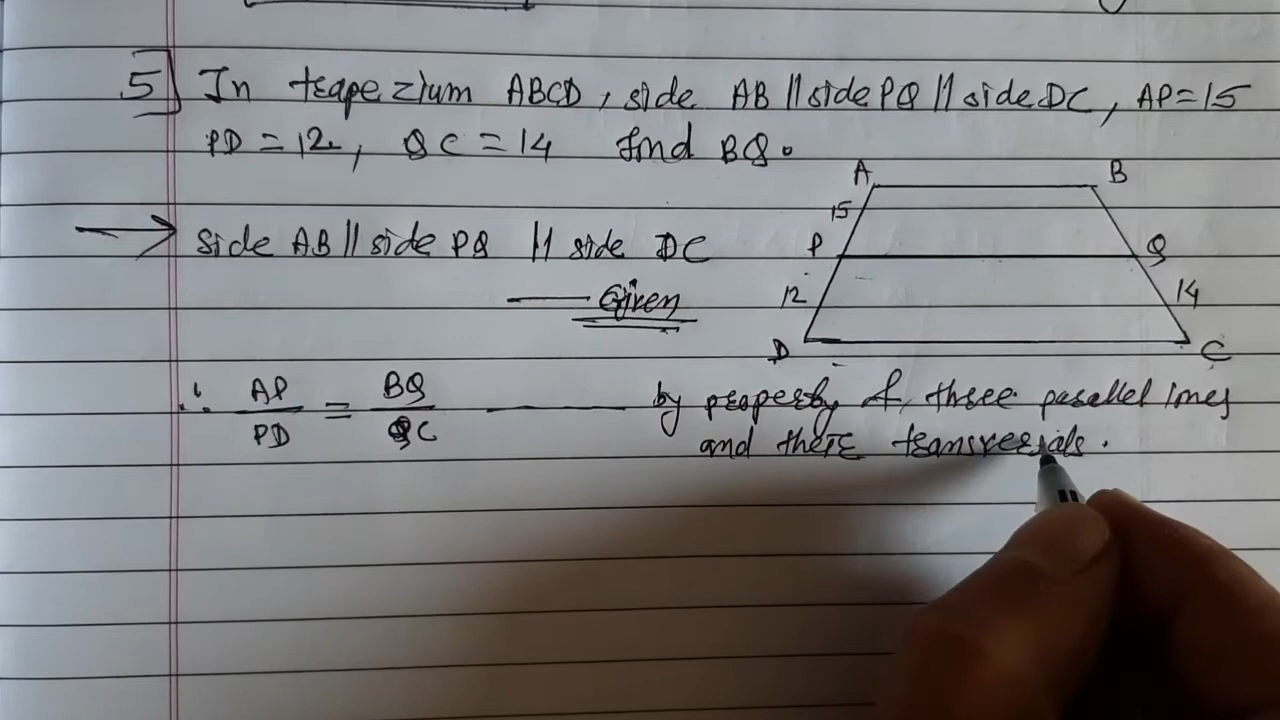 5] In trapezium ABCD, side AB || side PQ || side DC, AP = 15
PD = 12, QC = 14 find BQ.
A B
15
P Q
12 14
D C
→ side AB || side PQ || side DC
— Given
∴ AP/PD = BQ/QC — by property of three parallel lines
and there transversals.